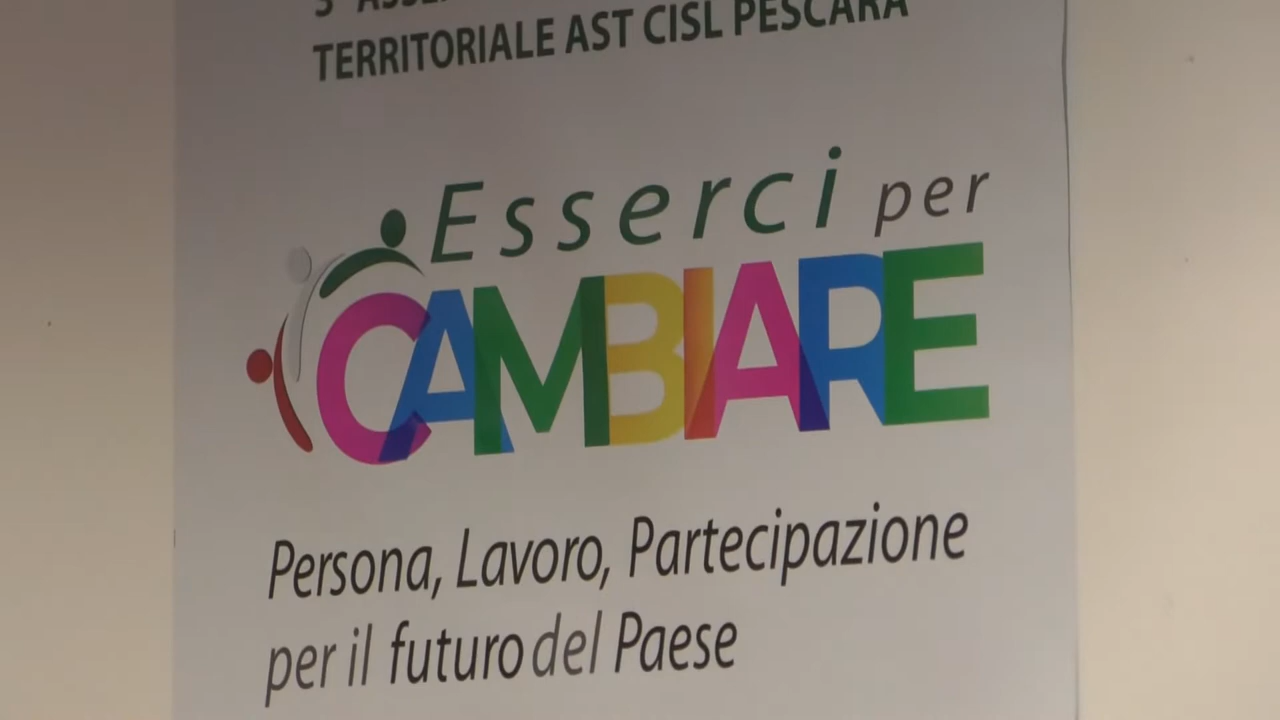 TERRITORIALE AST CISL PESCARA
Esserci per
CAMBIARE
Persona, Lavoro, Partecipazione
per il futuro del Paese